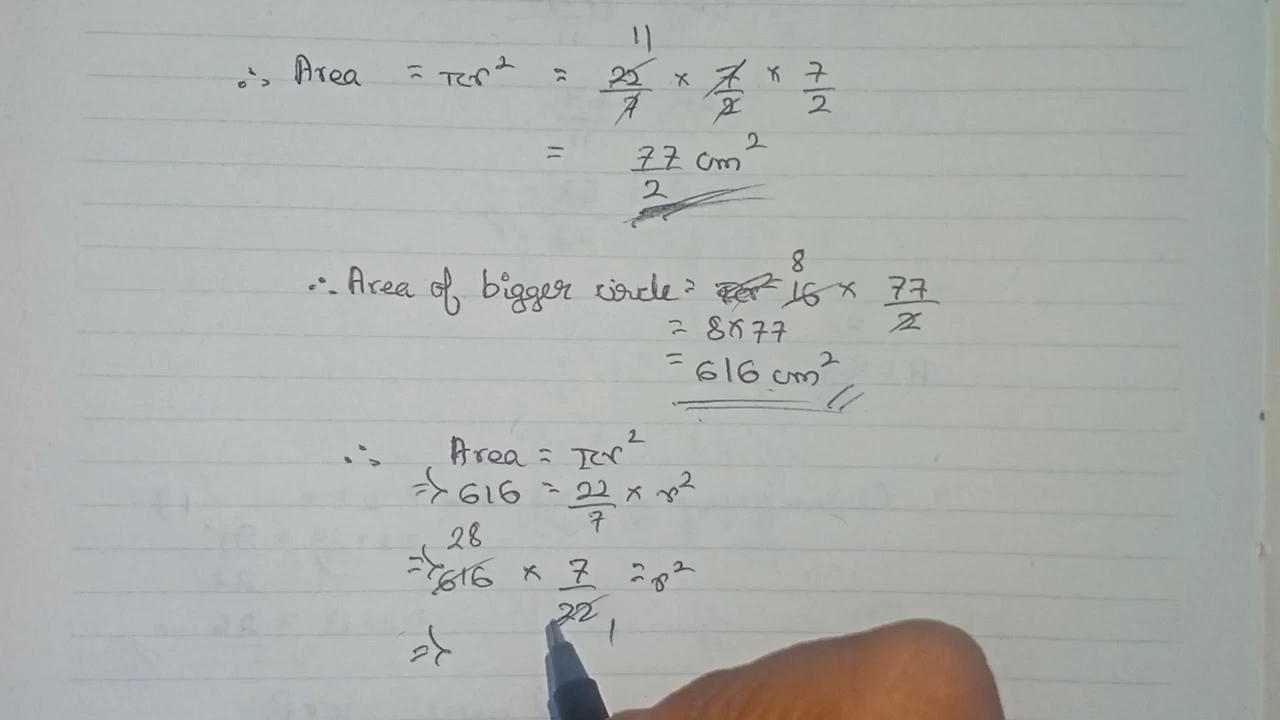 11
∴ Area = πr² = 22/7 × 7/2 × 7/2
= 77/2 cm²
8
∴ Area of bigger circle = πr² 16 × 77/2
= 8×77
= 616 cm²
∴ Area = πr²
⇒ 616 = 22/7 × r²
28
⇒ 616 × 7/22 = r²
1
⇒